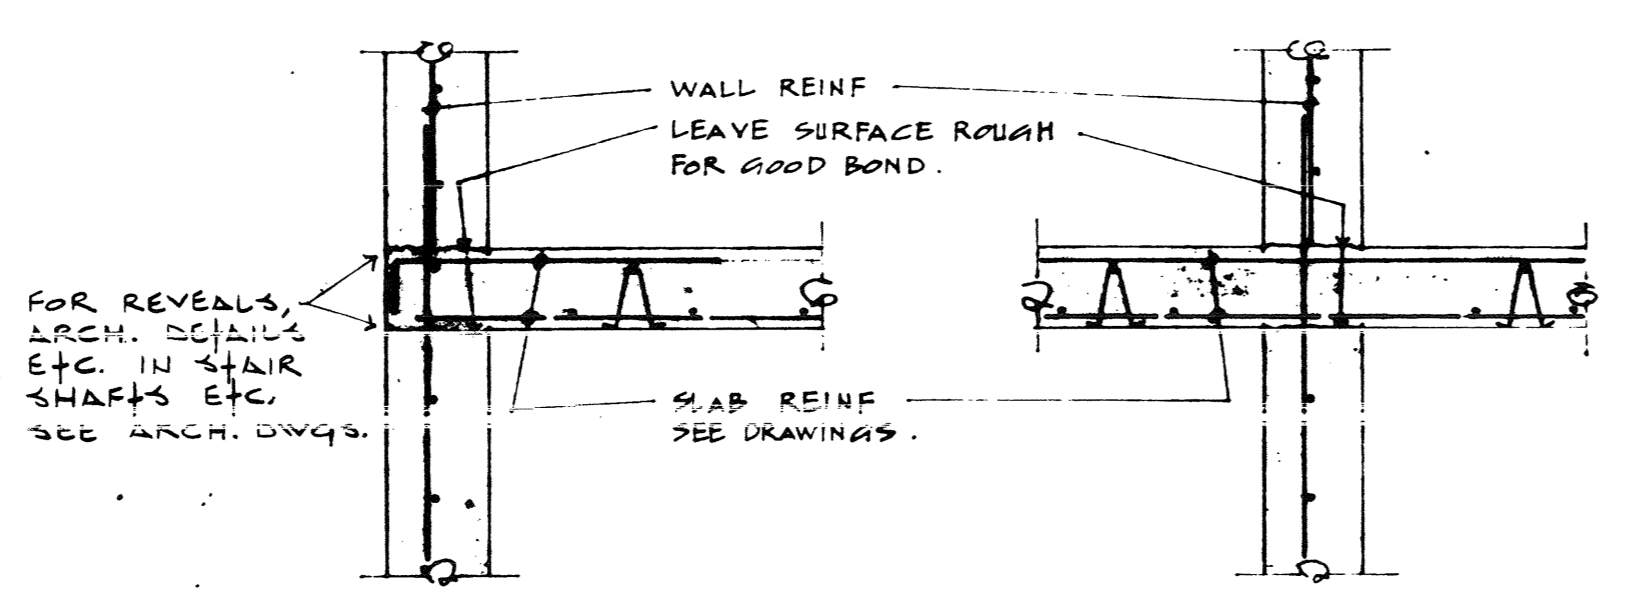 WALL REINF
LEAVE SURFACE ROUGH
FOR GOOD BOND.
FOR REVEALS,
ARCH. DETAILS
ETC. IN STAIR
SHAFTS ETC,
SEE ARCH. DWGS.
SLAB REINF
SEE DRAWINGS.